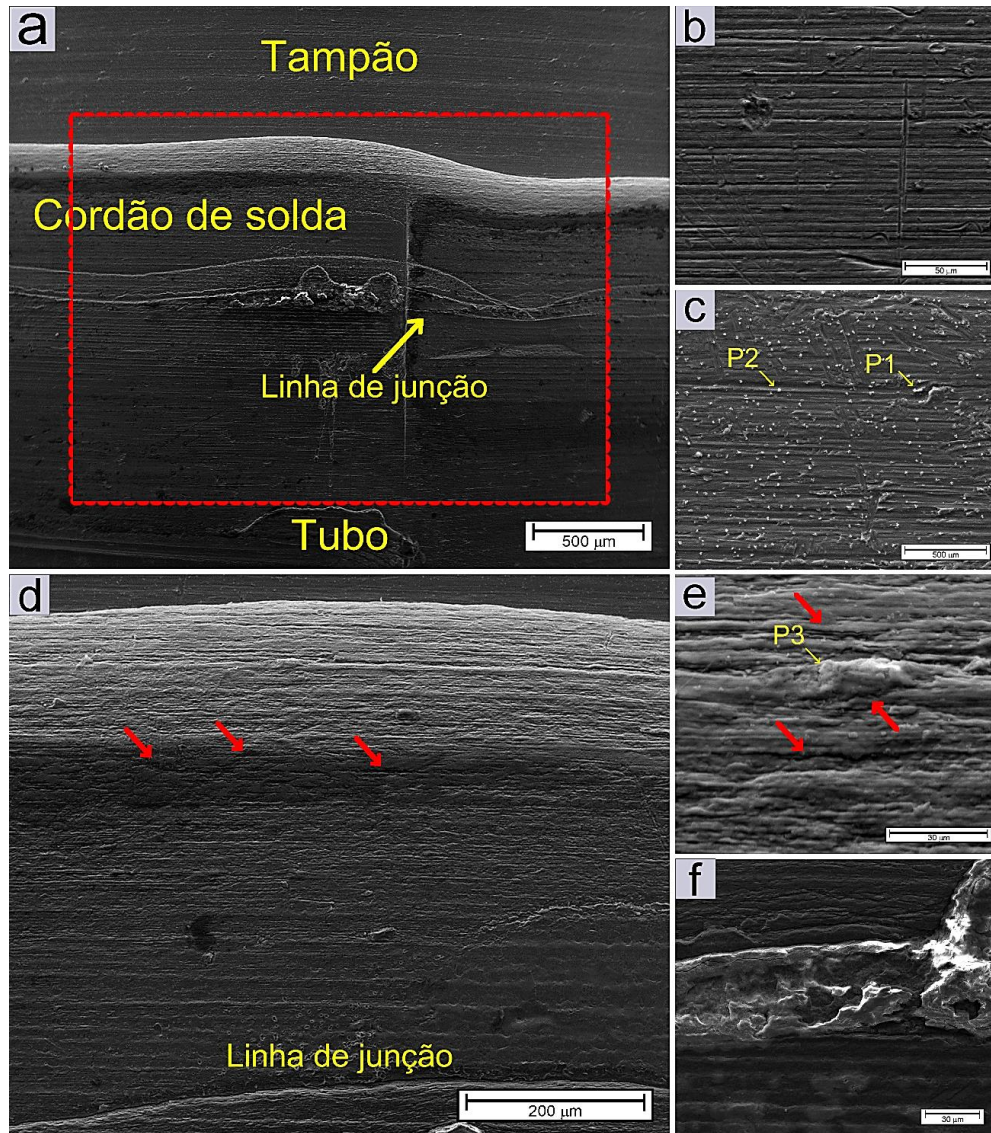 a
Tampão
Cordão de solda
Linha de junção
Tubo
500 µm
b
50 µm
c
P2
P1
500 µm
d
Linha de junção
200 µm
e
P3
30 µm
f
30 µm